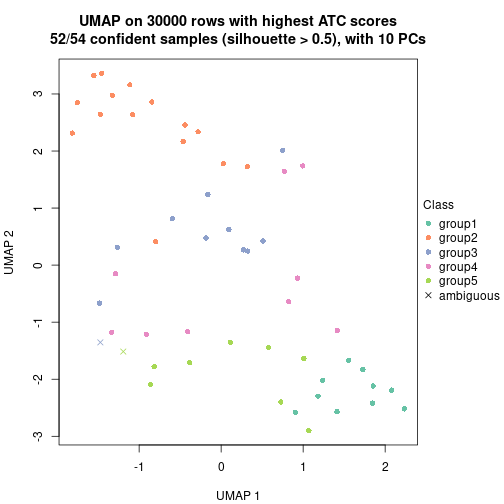 UMAP on 30000 rows with highest ATC scores
52/54 confident samples (silhouette > 0.5), with 10 PCs
3
2
1
0
-1
-2
-3
UMAP 2
-1
0
1
2
UMAP 1
Class
group1
group2
group3
group4
group5
ambiguous